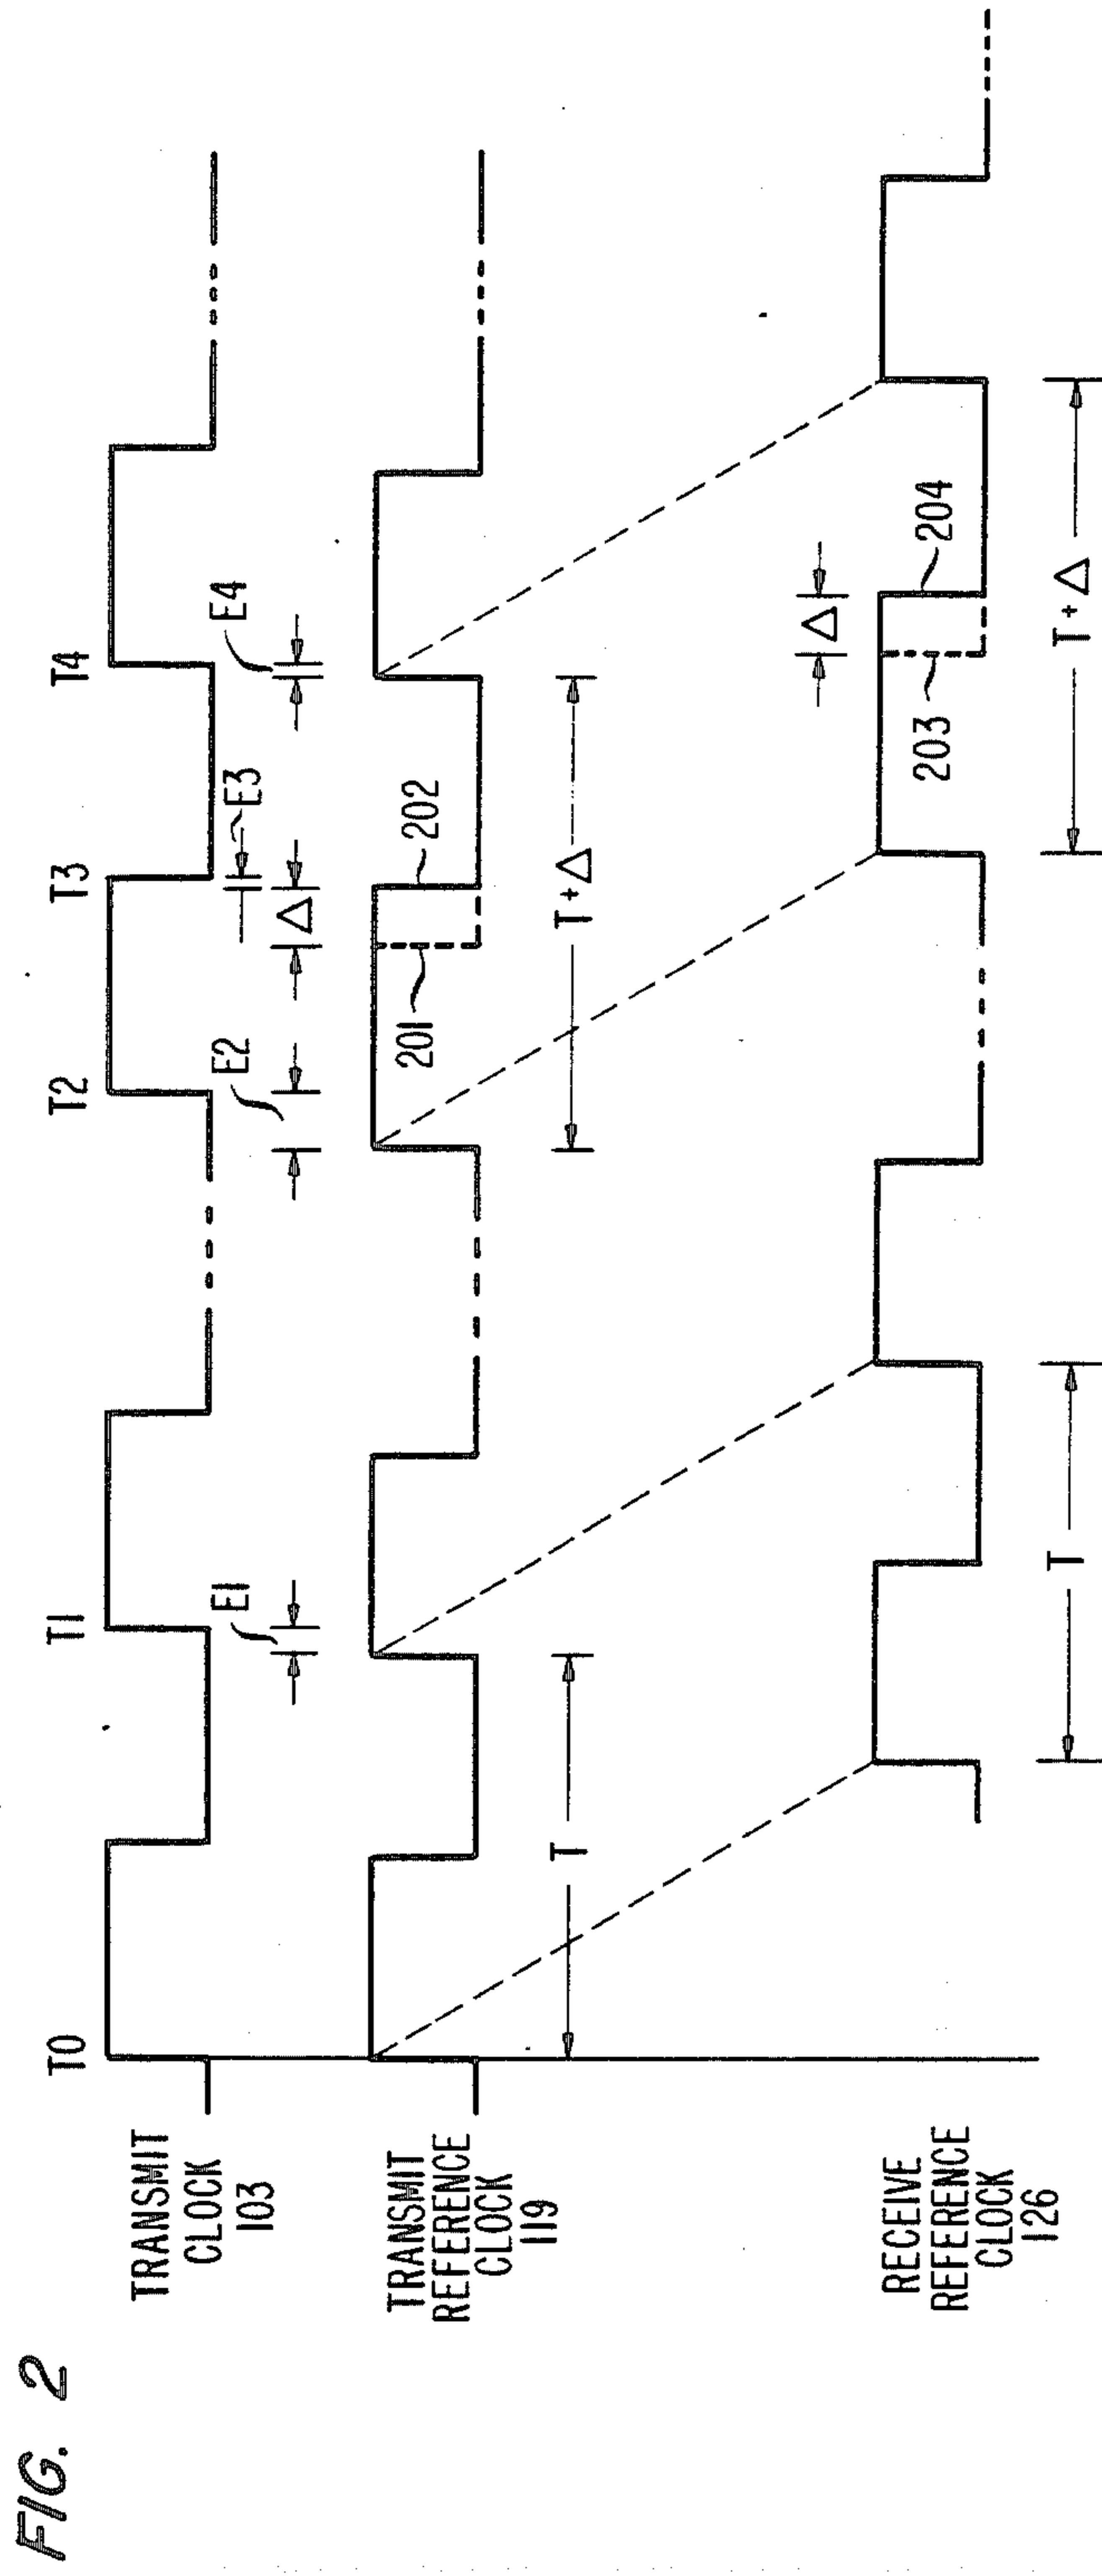 FIG. 2
T0
T1
T2
T3
T4
TRANSMIT
CLOCK
103
E1
E2
Δ
E3
E4
TRANSMIT
REFERENCE
CLOCK
119
201
202
T
T+Δ
RECEIVE
REFERENCE
CLOCK
126
Δ
203
204
T
T+Δ